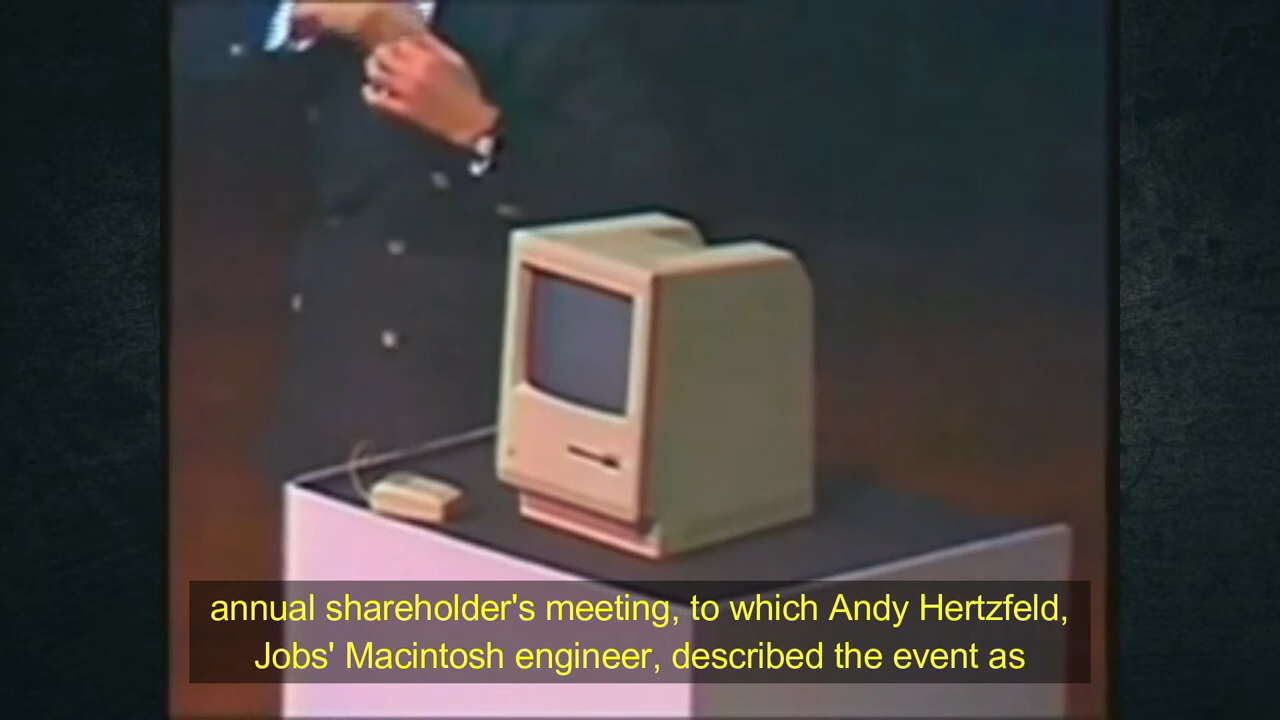 annual shareholder's meeting, to which Andy Hertzfeld,
Jobs' Macintosh engineer, described the event as